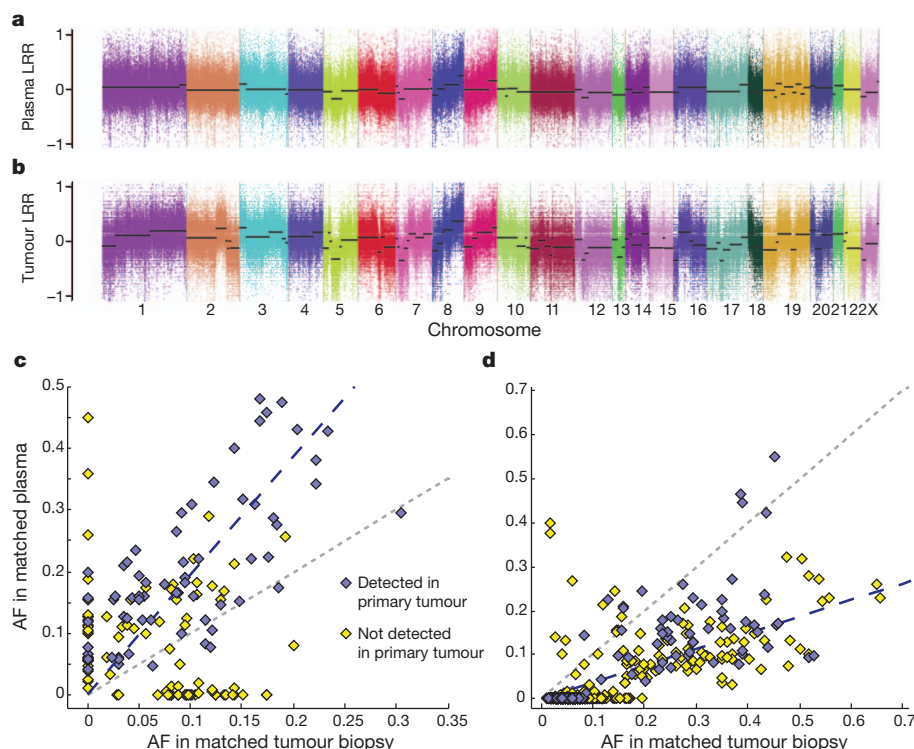 a
Plasma LRR
1
0
−1
b
Tumour LRR
1
0
−1
1 2 3 4 5 6 7 8 9 10 11 12 13 14 15 16 17 18 19 20 21 22 X
Chromosome
c
AF in matched plasma
0.5
0.4
0.3
0.2
0.1
0
0 0.05 0.1 0.15 0.2 0.25 0.3 0.35
AF in matched tumour biopsy
Detected in
primary tumour
Not detected
in primary tumour
d
0.7
0.6
0.5
0.4
0.3
0.2
0.1
0
0 0.1 0.2 0.3 0.4 0.5 0.6 0.7
AF in matched tumour biopsy